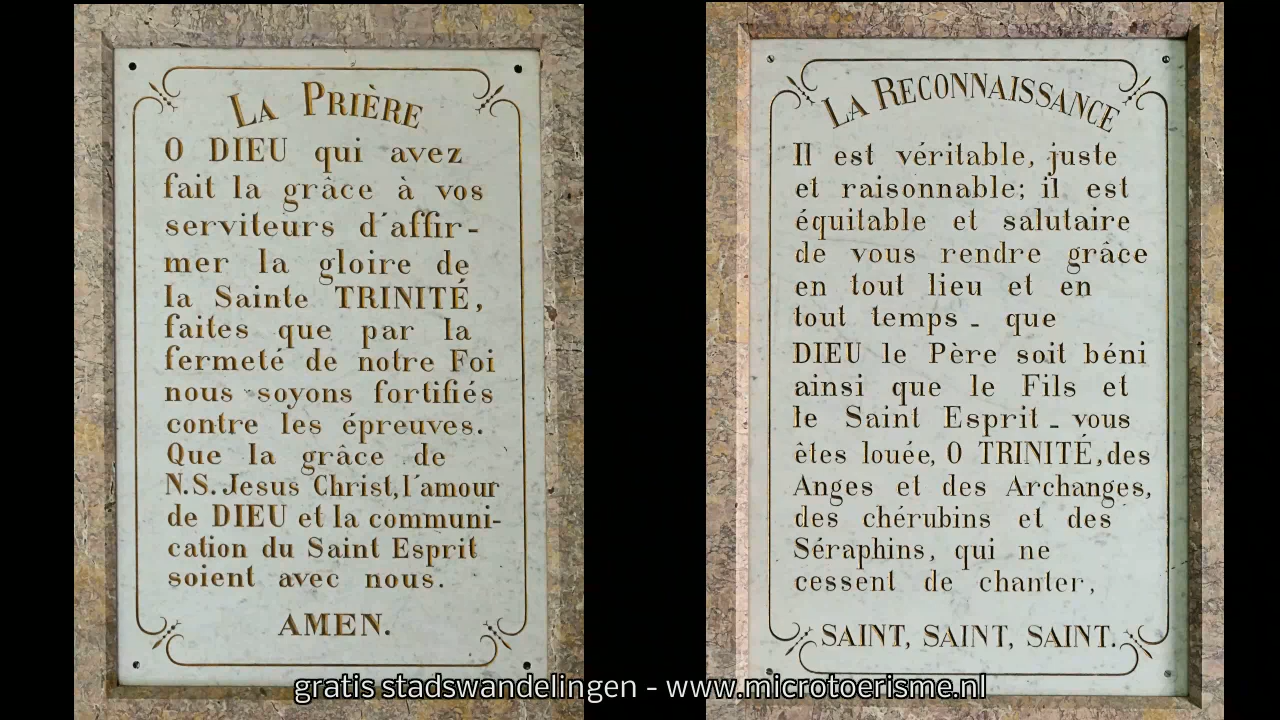 LA PRIÈRE
O DIEU qui avez
fait la grâce à vos
serviteurs d'affir-
mer la gloire de
la Sainte TRINITÉ,
faites que par la
fermeté de notre Foi
nous soyons fortifiés
contre les épreuves.
Que la grâce de
N.S. Jesus Christ, l'amour
de DIEU et la communi-
cation du Saint Esprit
soient avec nous.
AMEN.
LA RECONNAISSANCE
Il est véritable, juste
et raisonnable; il est
équitable et salutaire
de vous rendre grâce
en tout lieu et en
tout temps - que
DIEU le Père soit béni
ainsi que le Fils et
le Saint Esprit - vous
êtes louée, O TRINITÉ, des
Anges et des Archanges,
des chérubins et des
Séraphins, qui ne
cessent de chanter,
SAINT, SAINT, SAINT.
gratis stadswandelingen - www.microtoerisme.nl